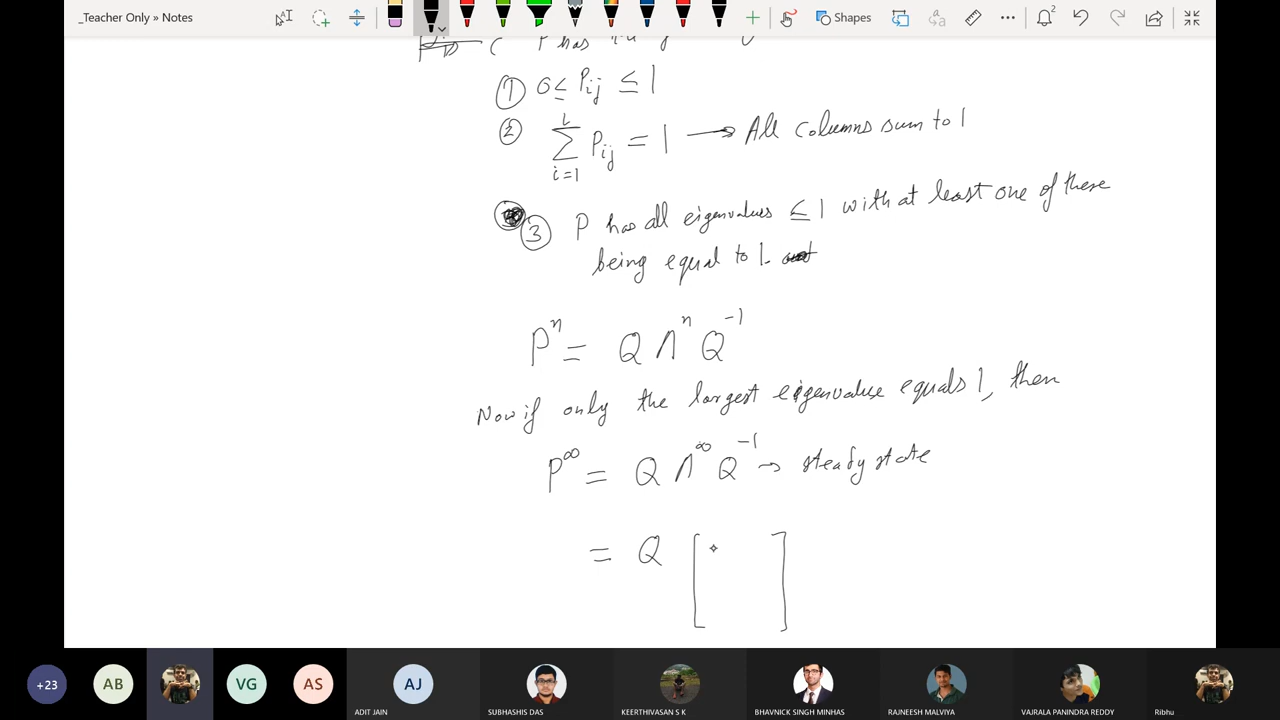 _Teacher Only » Notes
Shapes
2
P has
① 0 ≤ Pij ≤ 1
② L
∑ Pij = 1 → All columns sum to 1
i=1
③ P has all eigenvalues ≤ 1 with at least one of these
being equal to 1.
Pⁿ = Q Λⁿ Q⁻¹
Now if only the largest eigenvalue equals 1, then
P^∞ = Q Λ^∞ Q⁻¹ → steady state
= Q [ ]
+23
AB
VG
AS
AJ
ADIT JAIN
SUBHASHIS DAS
KEERTHIVASAN S K
BHAVNICK SINGH MINHAS
RAJNEESH MALVIYA
VAJRALA PANINDRA REDDY
Ribhu